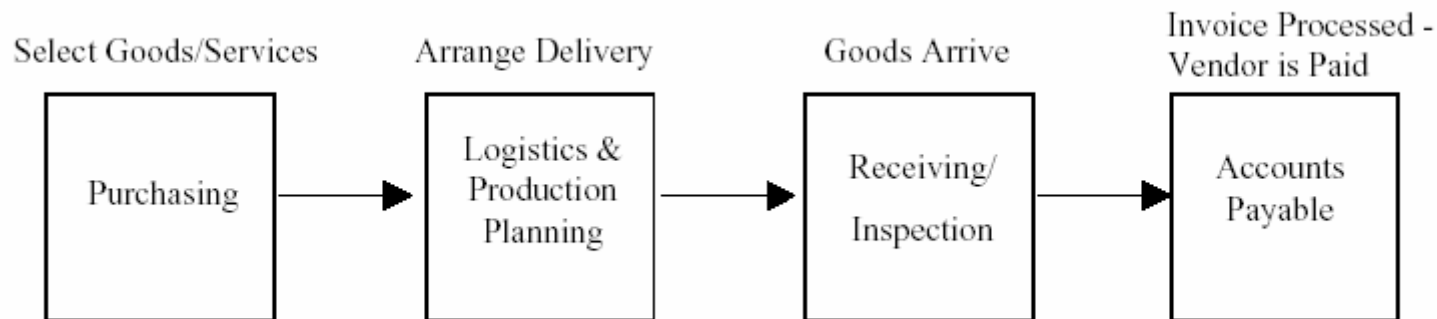 Select Goods/Services
Arrange Delivery
Goods Arrive
Invoice Processed -
Vendor is Paid
Purchasing
Logistics &
Production
Planning
Receiving/
Inspection
Accounts
Payable